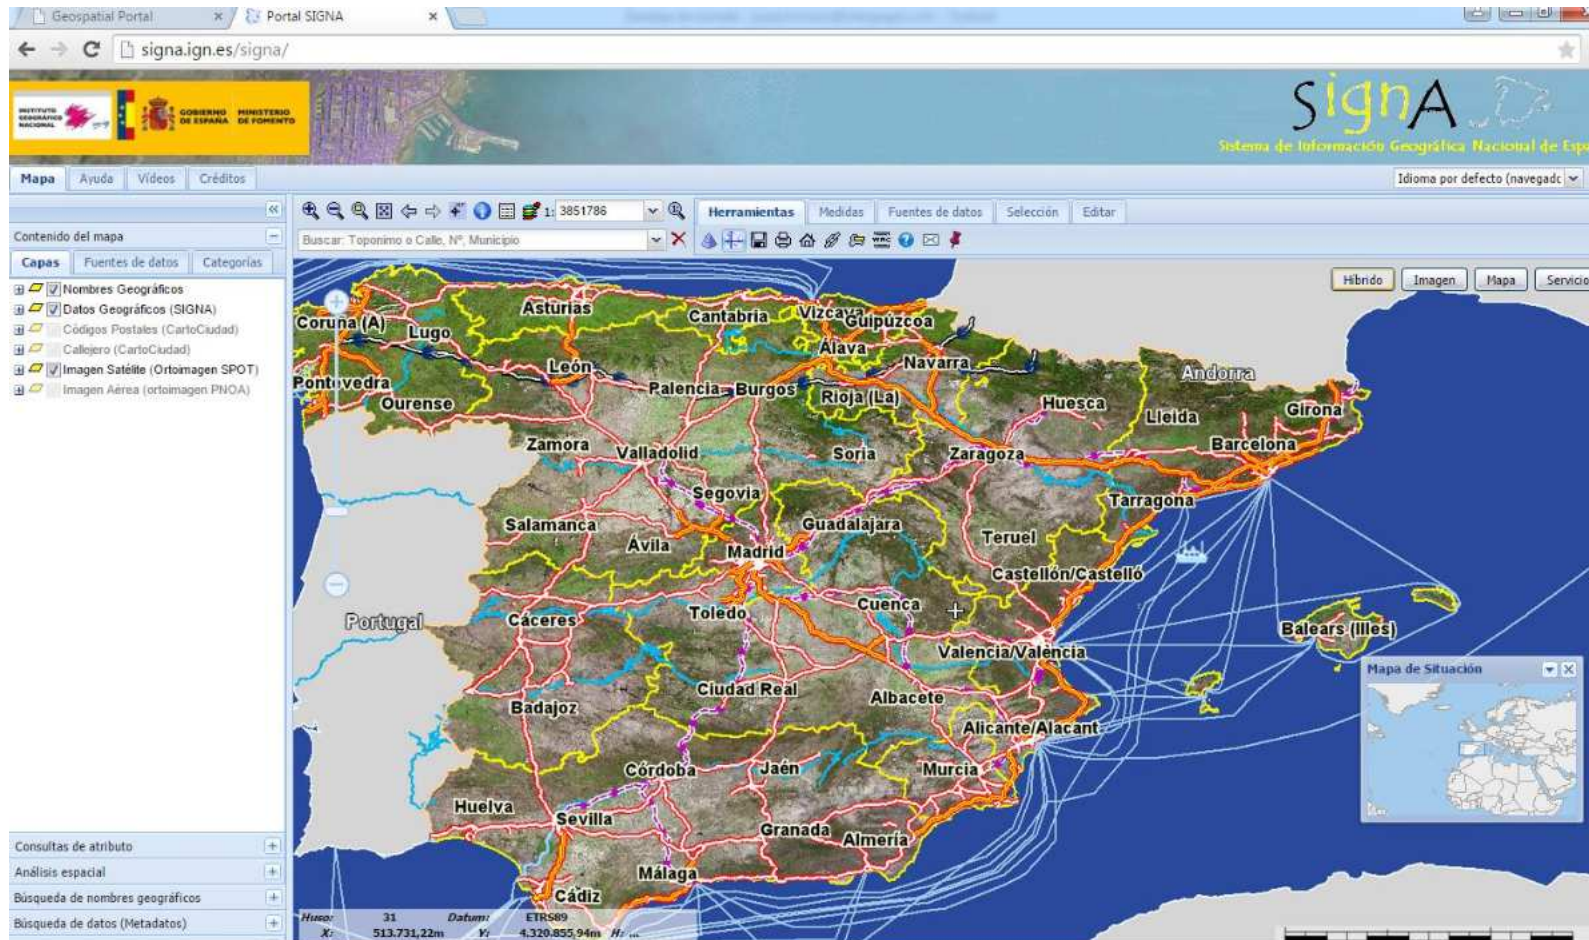 Geospatial Portal
Portal SIGNA
signa.ign.es/signa/
INSTITUTO GEOGRÁFICO NACIONAL
GOBIERNO DE ESPAÑA
MINISTERIO DE FOMENTO
SignA
Sistema de Información Geográfica Nacional de Espa
Mapa Ayuda Vídeos Créditos
Idioma por defecto (navegadc
1: 3851786
Herramientas Medidas Fuentes de datos Selección Editar
Contenido del mapa
Buscar: Toponimo o Calle, Nº, Municipio
WMC
Capas Fuentes de datos Categorías
Nombres Geográficos
Datos Geográficos (SIGNA)
Códigos Postales (CartoCiudad)
Callejero (CartoCiudad)
Imagen Satélite (Ortoimagen SPOT)
Imagen Aérea (ortoimagen PNOA)
Híbrido Imagen Mapa Servicio
Coruña (A)
Lugo
Asturias
Cantabria
Vizcaya
Guipúzcoa
Álava
Navarra
León
Palencia
Burgos
Rioja (La)
Pontevedra
Ourense
Andorra
Huesca
Lleida
Girona
Zamora
Valladolid
Soria
Zaragoza
Barcelona
Segovia
Tarragona
Salamanca
Guadalajara
Ávila
Madrid
Teruel
Castellón/Castelló
Portugal
Cáceres
Toledo
Cuenca
Balears (Illes)
Valencia/València
Ciudad Real
Albacete
Badajoz
Alicante/Alacant
Córdoba
Jaén
Murcia
Huelva
Sevilla
Granada
Almería
Málaga
Cádiz
Mapa de Situación
Consultas de atributo
Análisis espacial
Búsqueda de nombres geográficos
Búsqueda de datos (Metadatos)
Huso: 31 Datum: ETRS89
X: 513.731,22m Y: 4.320.855,94m H: ...